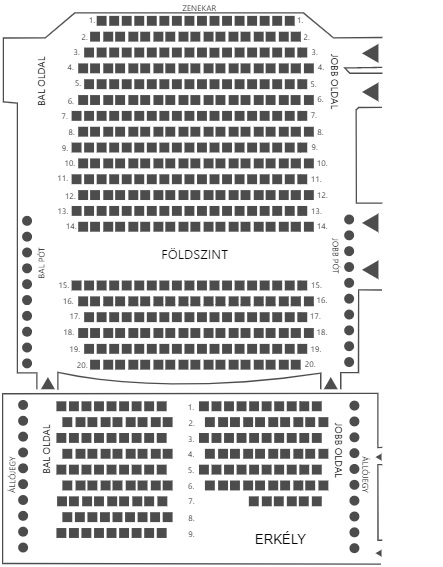 ZENEKAR
1. 1.
2. 2.
3. 3.
4. 4.
5. 5.
6. 6.
7. 7.
8. 8.
9. 9.
10. 10.
11. 11.
12. 12.
13. 13.
14. 14.
BAL OLDAL
JOBB OLDAL
BAL PÓT
FÖLDSZINT
JOBB PÓT
15. 15.
16. 16.
17. 17.
18. 18.
19. 19.
20. 20.
1.
2.
3.
4.
5.
6.
7.
8.
9.
ÁLLÓJEGY
BAL OLDAL
JOBB OLDAL
ÁLLÓJEGY
ERKÉLY